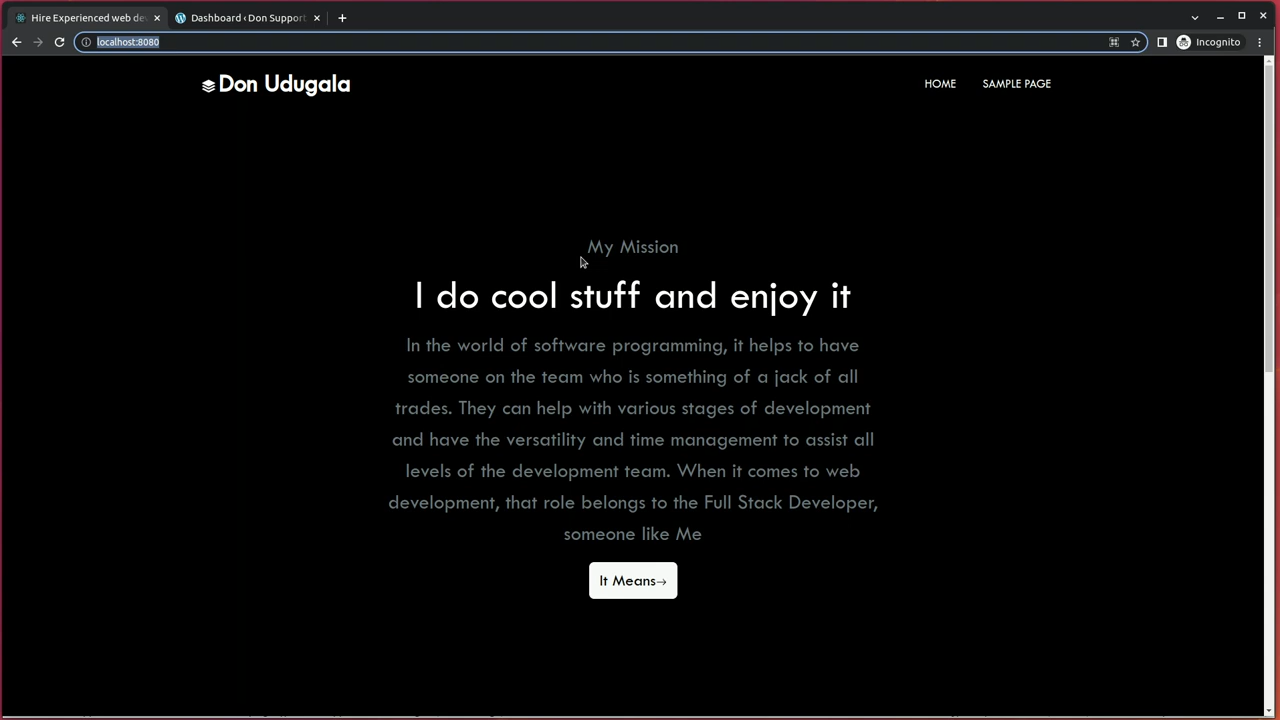 Hire Experienced web de
Dashboard ‹ Don Support
localhost:8080
Incognito
Don Udugala
HOME
SAMPLE PAGE
My Mission
I do cool stuff and enjoy it
In the world of software programming, it helps to have
someone on the team who is something of a jack of all
trades. They can help with various stages of development
and have the versatility and time management to assist all
levels of the development team. When it comes to web
development, that role belongs to the Full Stack Developer,
someone like Me
It Means→